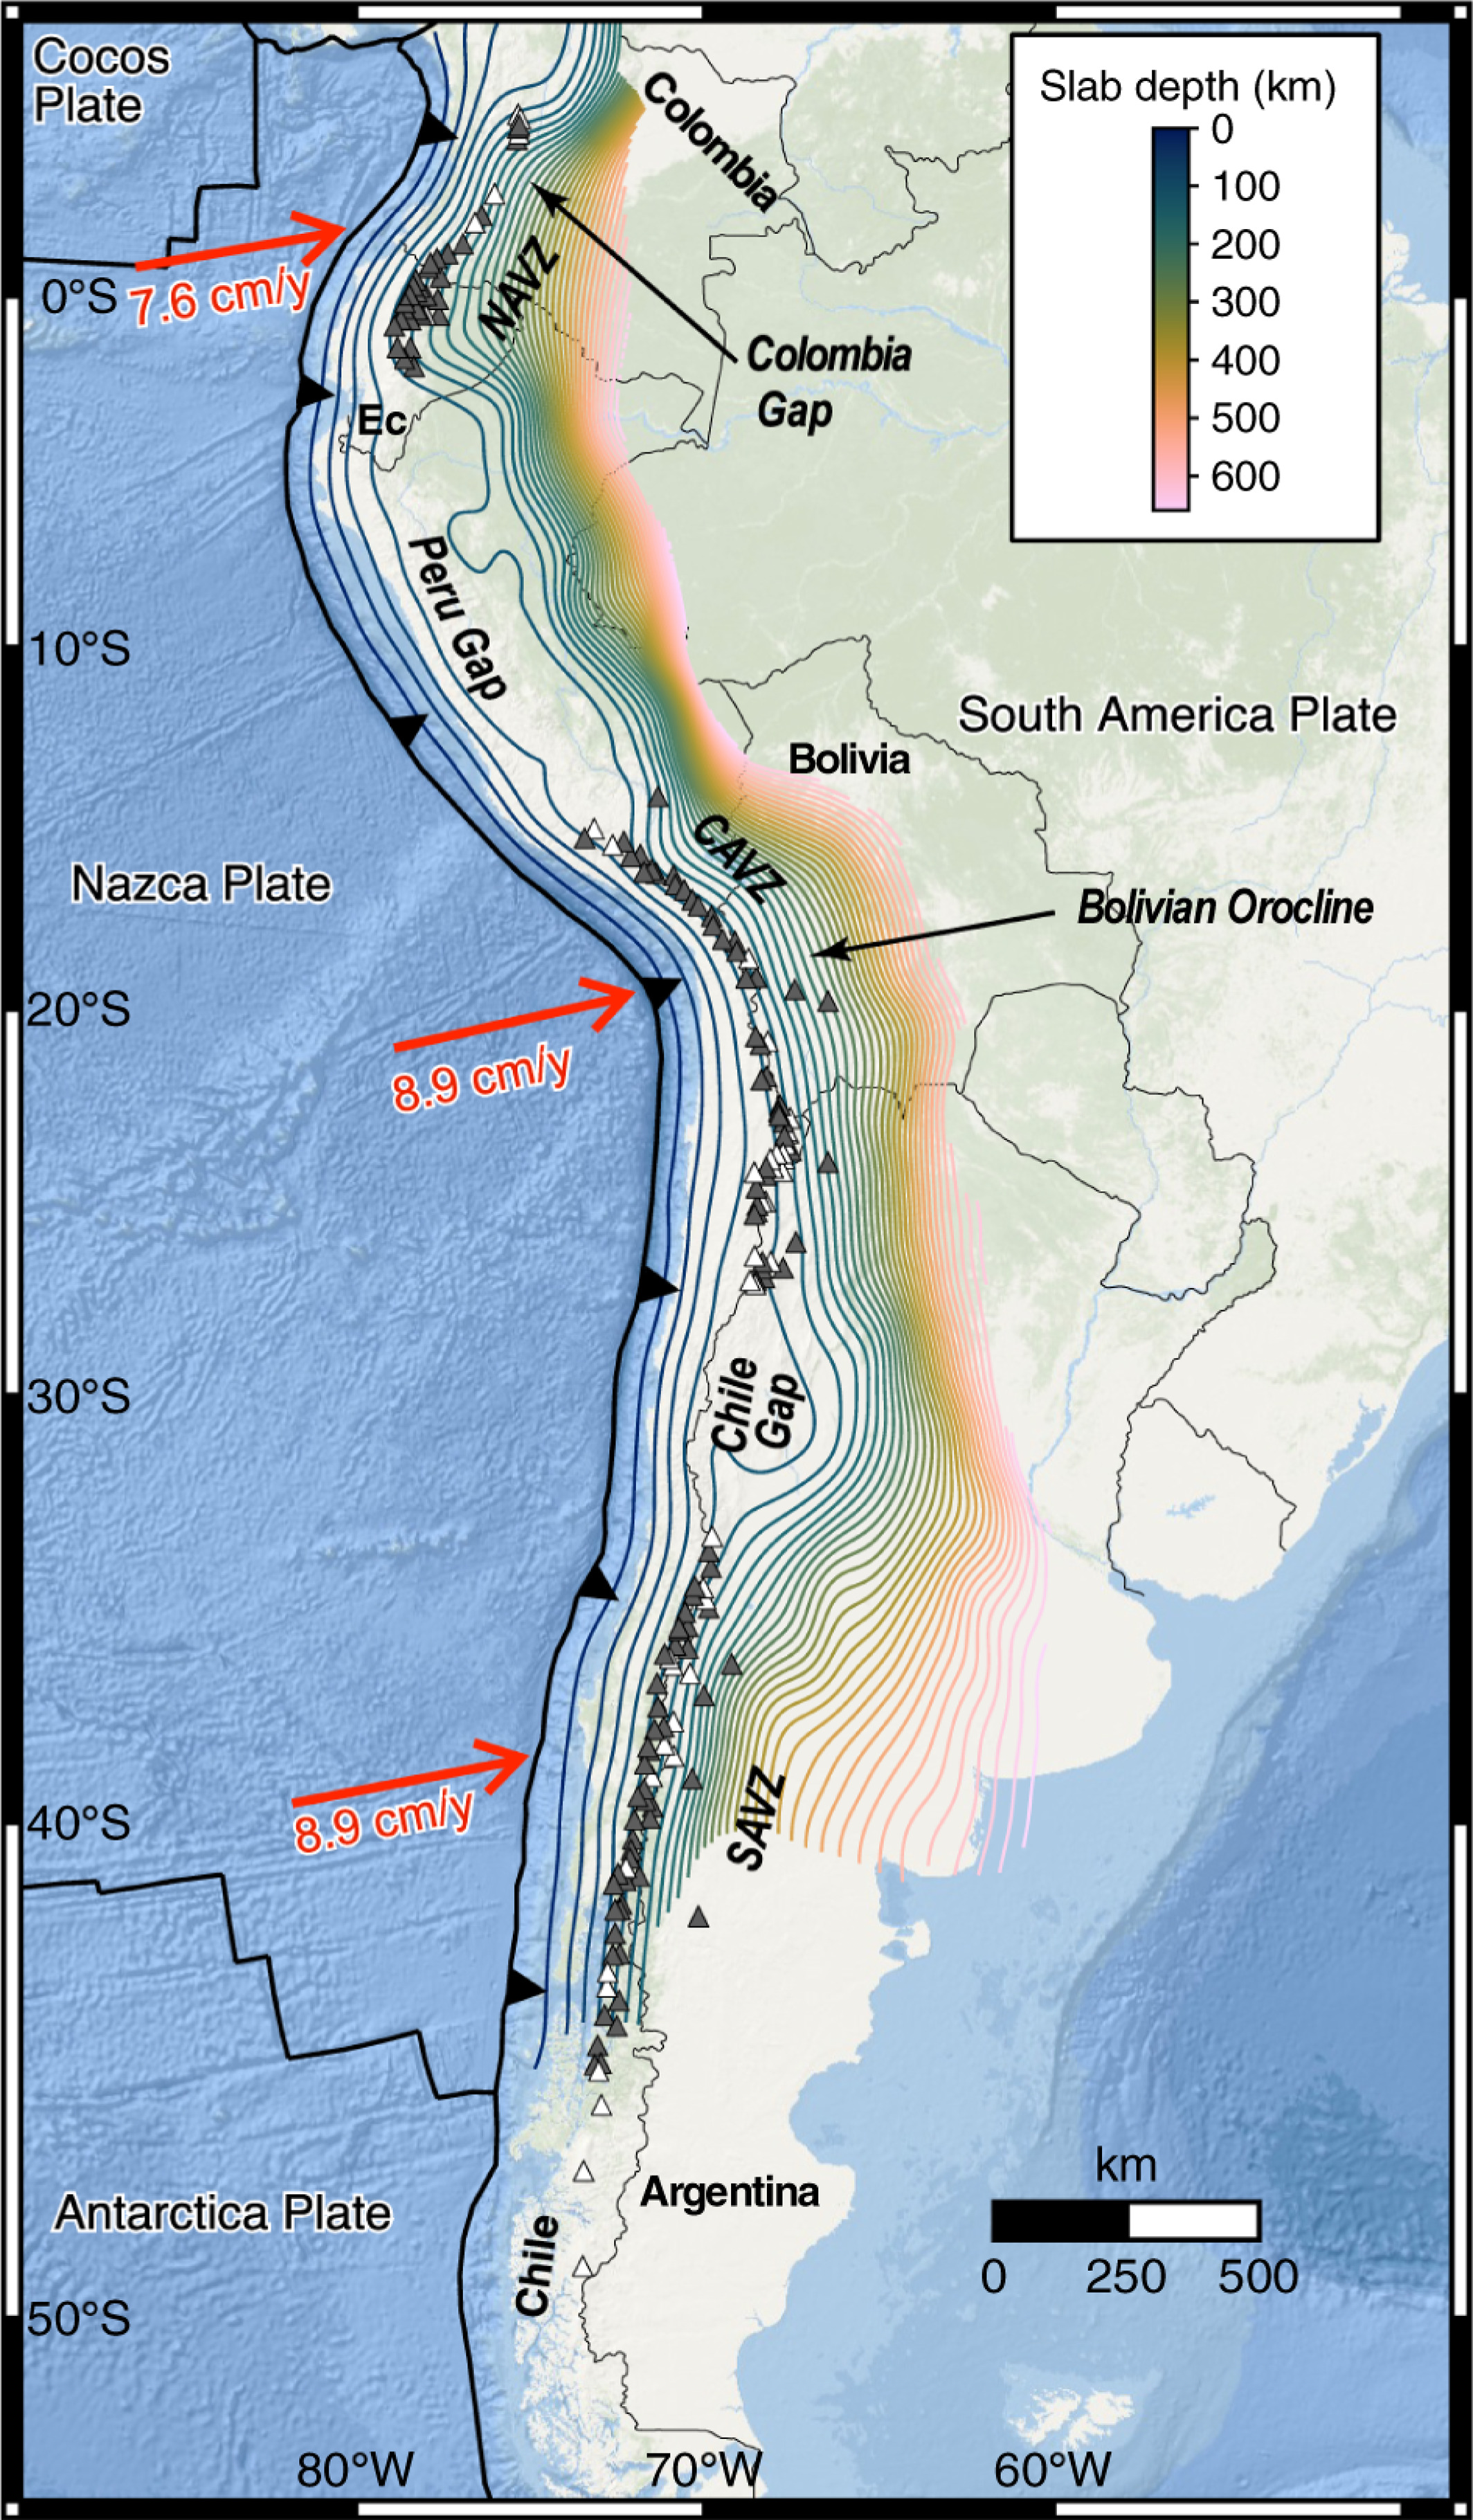 Cocos
Plate
Colombia
Slab depth (km)
0
100
200
300
400
500
600
0°S
7.6 cm/y
NAVZ
Colombia
Gap
Ec
Peru Gap
10°S
South America Plate
Bolivia
CAVZ
Nazca Plate
Bolivian Orocline
20°S
8.9 cm/y
30°S
Chile
Gap
8.9 cm/y
SAVZ
40°S
km
0
250
500
Argentina
Antarctica Plate
Chile
50°S
80°W
70°W
60°W